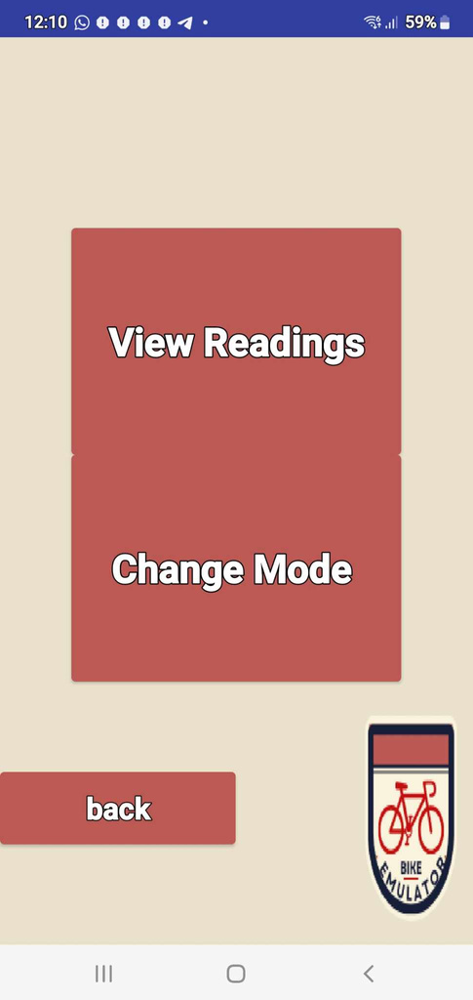 12:10
59%
View Readings
Change Mode
back
BIKE
EMULATOR